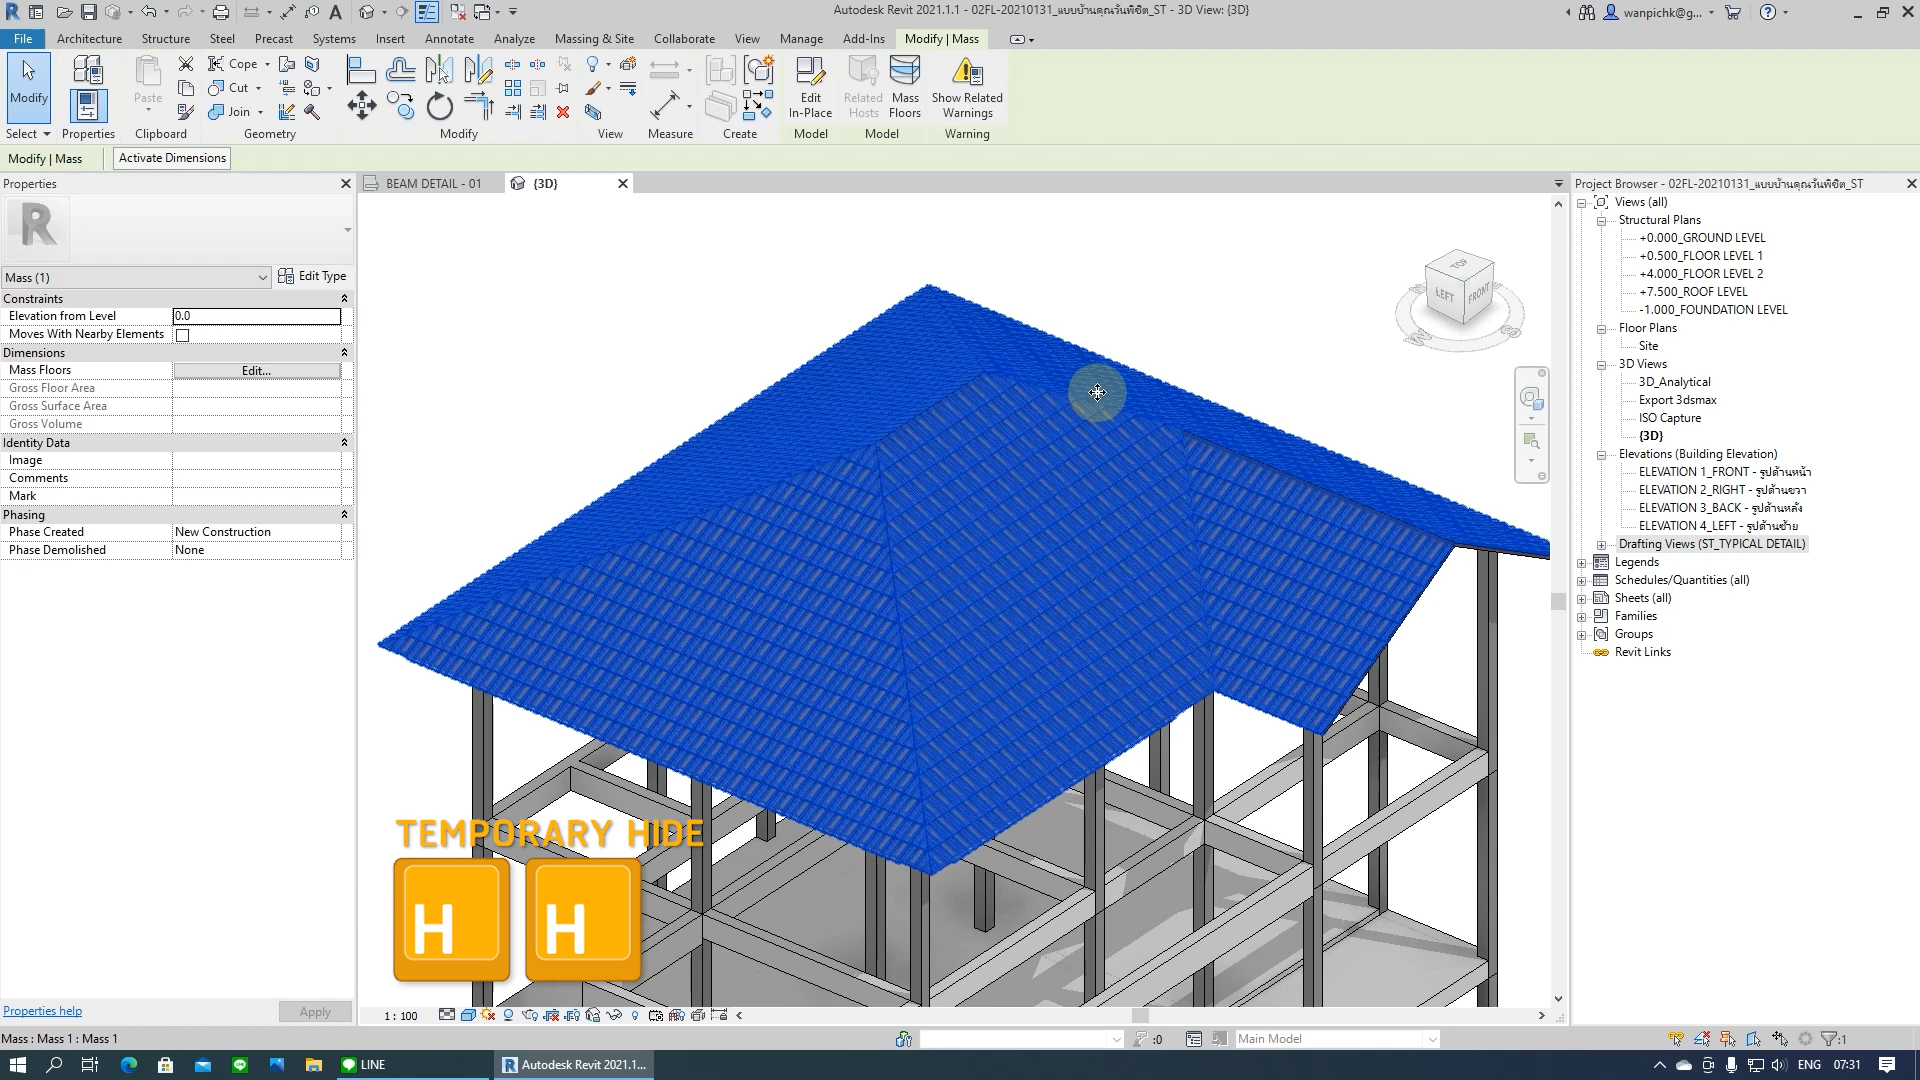 Autodesk Revit 2021.1.1 - 02FL-20210131_แบบบ้านคุณวันพิชิต_ST - 3D View: {3D}
wanpichk@g...
File Architecture Structure Steel Precast Systems Insert Annotate Analyze Massing & Site Collaborate View Manage Add-Ins Modify | Mass
Modify Paste Cope Cut Join Edit In-Place Related Hosts Mass Floors Show Related Warnings
Select Properties Clipboard Geometry Modify View Measure Create Model Model Warning
Modify | Mass Activate Dimensions
Properties
Mass (1) Edit Type
Constraints
Elevation from Level 0.0
Moves With Nearby Elements
Dimensions
Mass Floors Edit...
Gross Floor Area
Gross Surface Area
Gross Volume
Identity Data
Image
Comments
Mark
Phasing
Phase Created New Construction
Phase Demolished None
Properties help Apply
BEAM DETAIL - 01 {3D}
TOP
LEFT FRONT
TEMPORARY HIDE
H H
1 : 100
Project Browser - 02FL-20210131_แบบบ้านคุณวันพิชิต_ST
Views (all)
Structural Plans
+0.000_GROUND LEVEL
+0.500_FLOOR LEVEL 1
+4.000_FLOOR LEVEL 2
+7.500_ROOF LEVEL
-1.000_FOUNDATION LEVEL
Floor Plans
Site
3D Views
3D_Analytical
Export 3dsmax
ISO Capture
{3D}
Elevations (Building Elevation)
ELEVATION 1_FRONT - รูปด้านหน้า
ELEVATION 2_RIGHT - รูปด้านขวา
ELEVATION 3_BACK - รูปด้านหลัง
ELEVATION 4_LEFT - รูปด้านซ้าย
Drafting Views (ST_TYPICAL DETAIL)
Legends
Schedules/Quantities (all)
Sheets (all)
Families
Groups
Revit Links
Mass : Mass 1 : Mass 1 :0 Main Model :1
LINE Autodesk Revit 2021.1... ENG 07:31